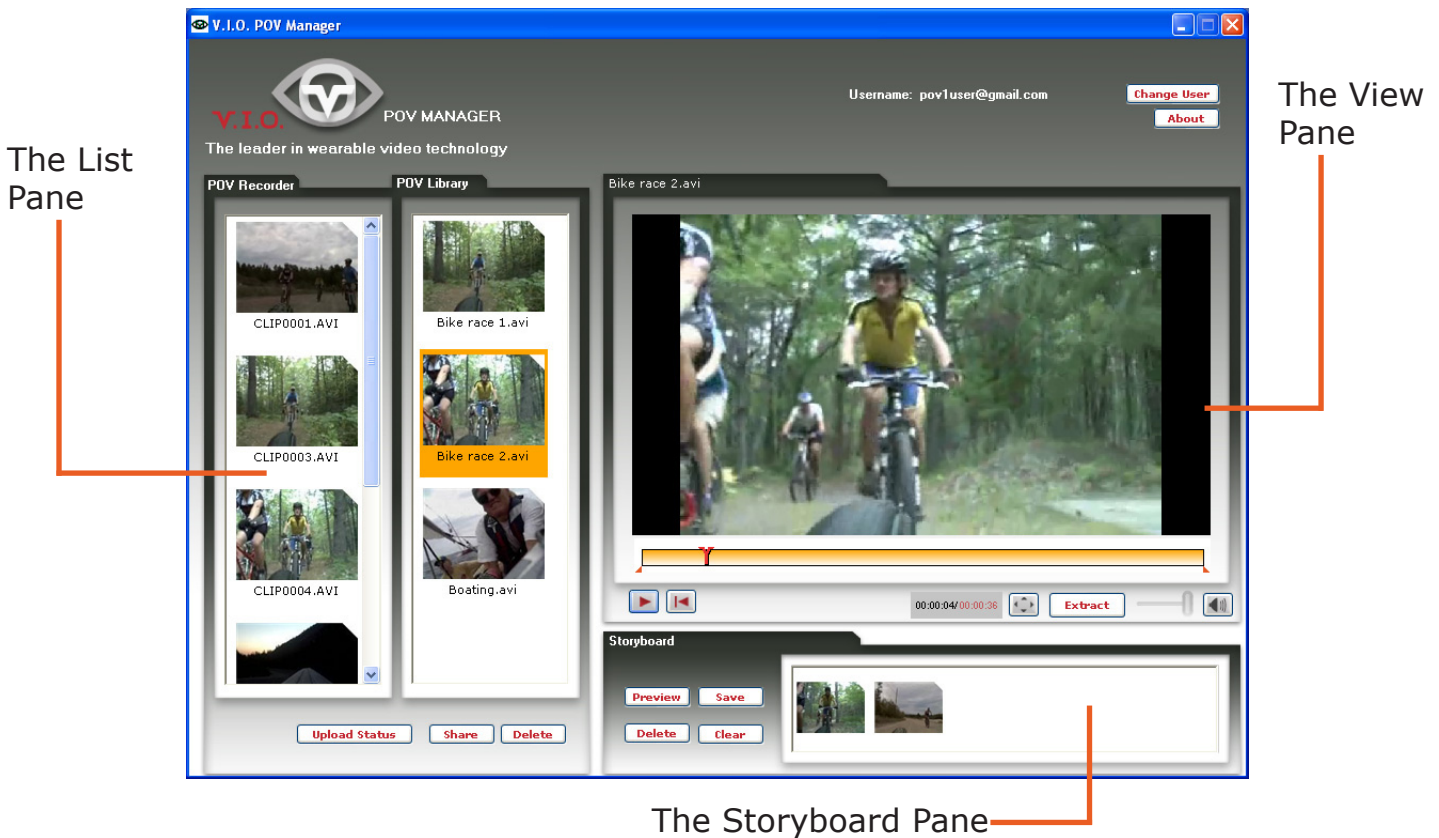 V.I.O. POV Manager
V.I.O.
POV MANAGER
The leader in wearable video technology
Username: pov1user@gmail.com
Change User
About
The View
Pane
The List
Pane
POV Recorder
POV Library
CLIP0001.AVI
CLIP0003.AVI
CLIP0004.AVI
Bike race 1.avi
Bike race 2.avi
Boating.avi
Upload Status
Share
Delete
Bike race 2.avi
00:00:04/00:00:36
Extract
Storyboard
Preview
Save
Delete
Clear
The Storyboard Pane